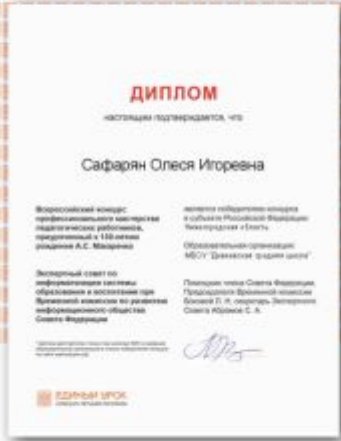 ДИПЛОМ
настоящим подтверждается, что
Сафарян Олеся Игоревна
Всероссийский конкурс
профессионального мастерства
педагогических работников,
приуроченный к 130-летию
рождения А.С. Макаренко
является победителем конкурса
в субъекте Российской Федерации:
Нижегородская область
Образовательная организация:
МБОУ "Дивеевская средняя школа"
Экспертный совет по
информатизации системы
образования и воспитания при
Временной комиссии по развитию
информационного общества
Совета Федерации
Помощник члена Совета Федерации,
Председателя Временной комиссии
Боковой Л. Н., секретарь Экспертного
Совета Абрамов С. А.
ЕДИНЫЙ УРОК